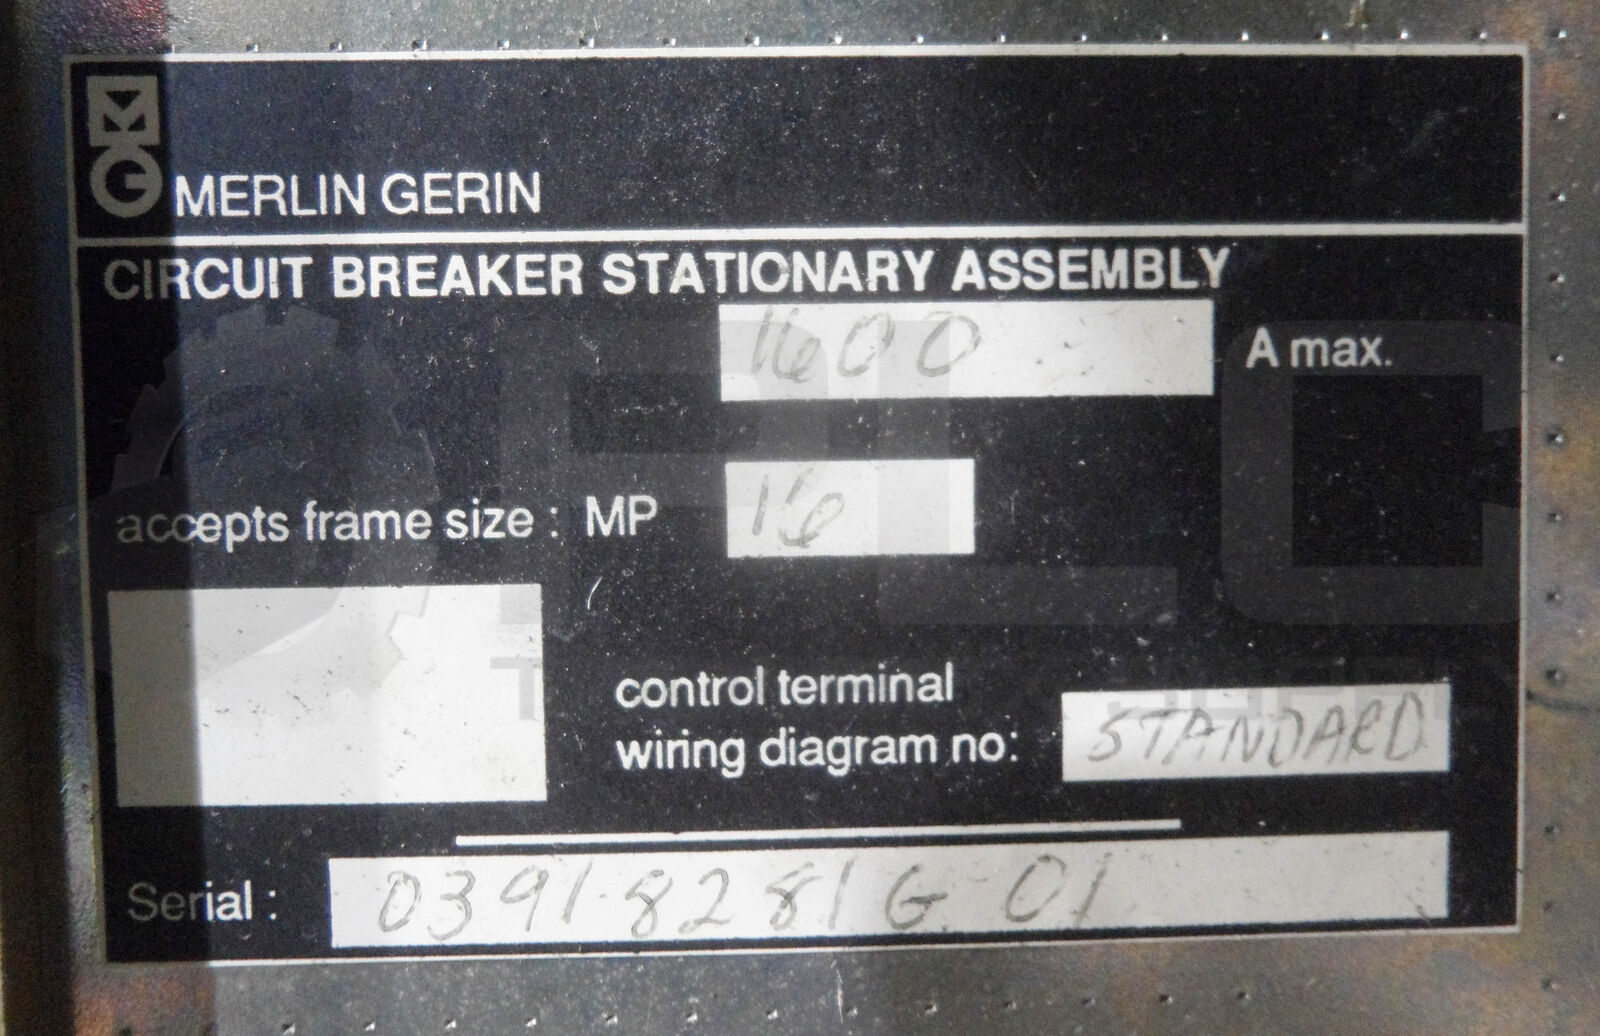 MG
MERLIN GERIN
CIRCUIT BREAKER STATIONARY ASSEMBLY
1600 A max.
accepts frame size : MP 16
control terminal
wiring diagram no: STANDARD
Serial : 0391-8281G-01
PLC